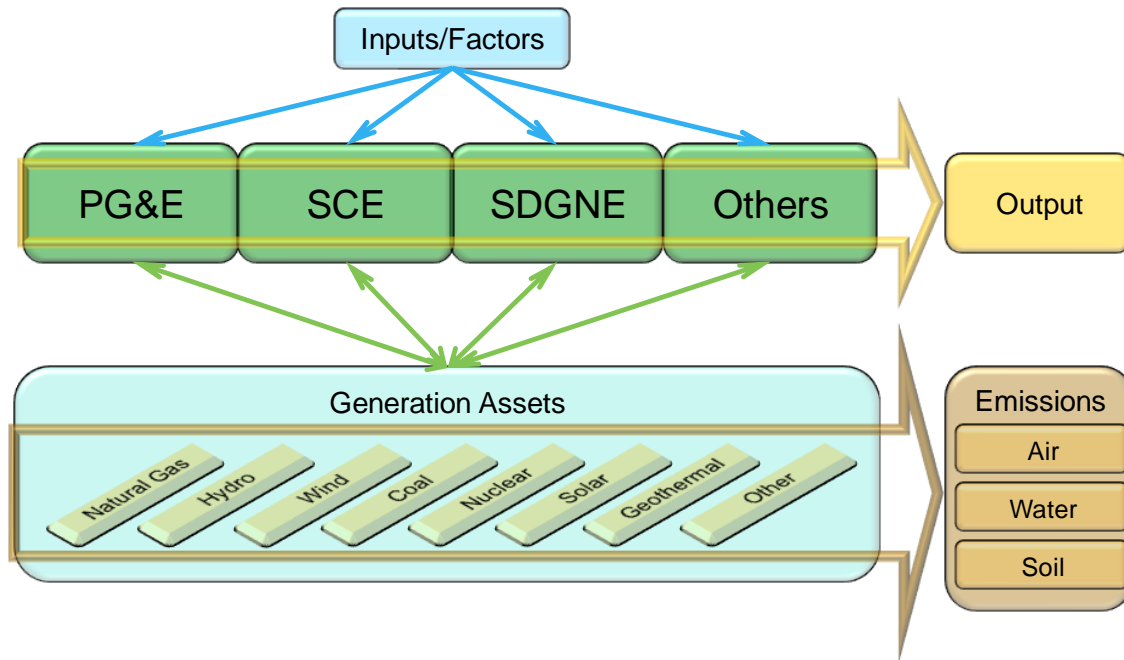 Inputs/Factors
PG&E
SCE
SDGNE
Others
Output
Generation Assets
Natural Gas
Hydro
Wind
Coal
Nuclear
Solar
Geothermal
Other
Emissions
Air
Water
Soil